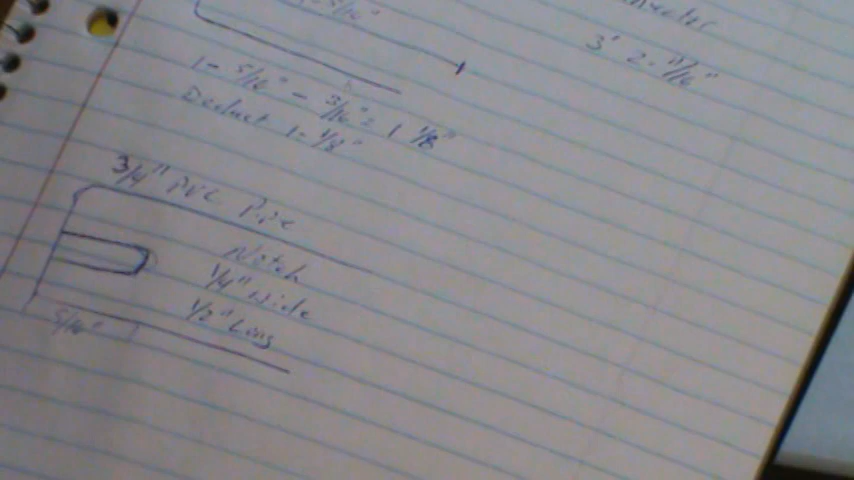 3' 2- 11/16"
1- 5/16" - 3/16" = 1 1/8"
Deduct 1- 1/8"
3/4" PVC Pipe
Notch
1/4" wide
1/2" Long
5/16"